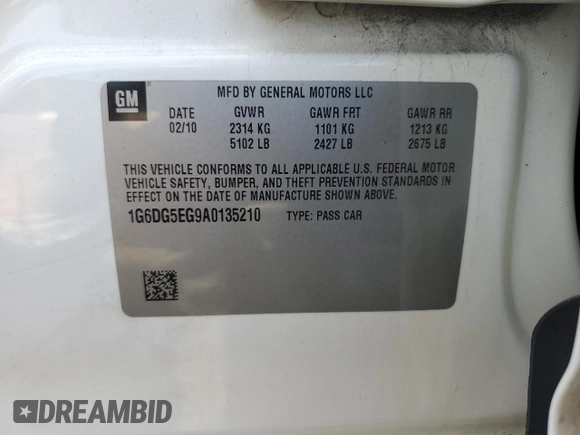 GM
MFD BY GENERAL MOTORS LLC
DATE GVWR GAWR FRT GAWR RR
02/10 2314 KG 1101 KG 1213 KG
5102 LB 2427 LB 2675 LB
THIS VEHICLE CONFORMS TO ALL APPLICABLE U.S. FEDERAL MOTOR
VEHICLE SAFETY, BUMPER, AND THEFT PREVENTION STANDARDS IN
EFFECT ON THE DATE OF MANUFACTURE SHOWN ABOVE.
1G6DG5EG9A0135210 TYPE: PASS CAR
DREAMBID